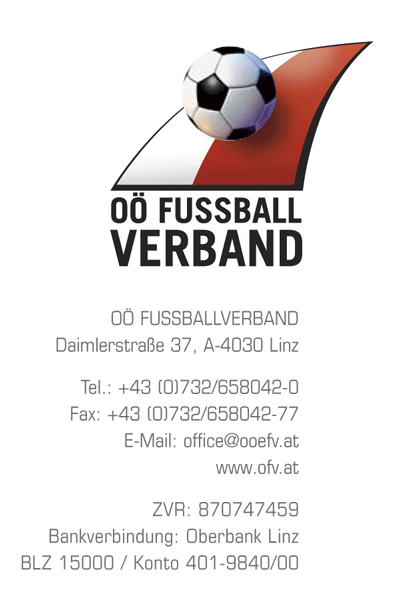 OÖ FUSSBALL
VERBAND
OÖ FUSSBALLVERBAND
Daimlerstraße 37, A-4030 Linz
Tel.: +43 (0)732/658042-0
Fax: +43 (0)732/658042-77
E-Mail: office@ooefv.at
www.ofv.at
ZVR: 870747459
Bankverbindung: Oberbank Linz
BLZ 15000 / Konto 401-9840/00